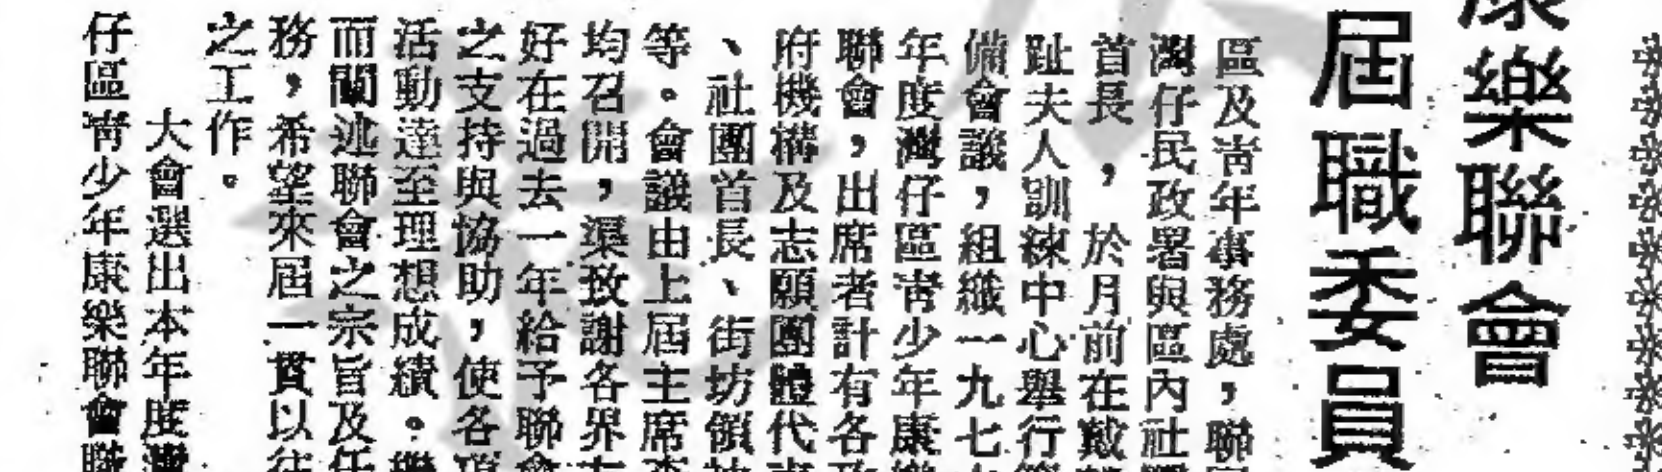 康樂聯會
屆職委員
區及青年事務處，聯
灣仔民政署與區內社
首長，於月前在戴
趾夫人訓練中心舉行籌
備會議，組織一九七
年度灣仔區青少年康樂
聯會，出席者計有各政
府機構及志願團體代表
、社團首長、街坊領袖
等。會議由上屆主席
均召開，渠致謝各界
好在過去一年給予聯會
之支持與協助，使各項
活動達至理想成績。繼
而闡述聯會之宗旨及任
務，希望來屆一貫以往
之工作。
大會選出本年度灣
仔區青少年康樂聯會職